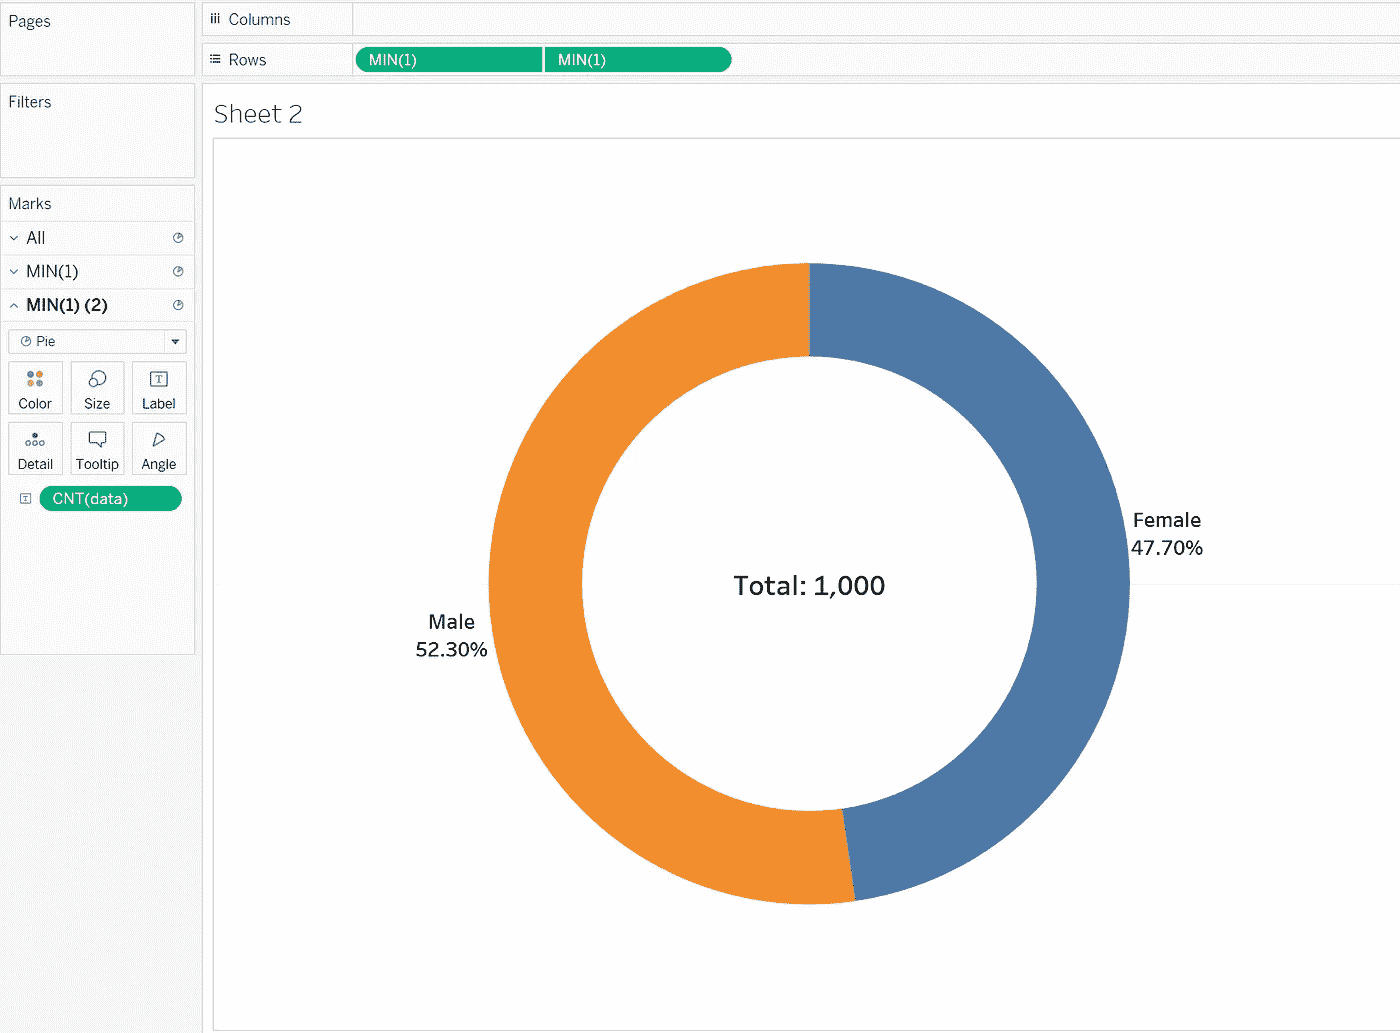 Pages
Columns
Rows
MIN(1)
MIN(1)
Filters
Sheet 2
Marks
All
MIN(1)
MIN(1) (2)
Pie
Color
Size
Label
Detail
Tooltip
Angle
CNT(data)
Female
47.70%
Total: 1,000
Male
52.30%